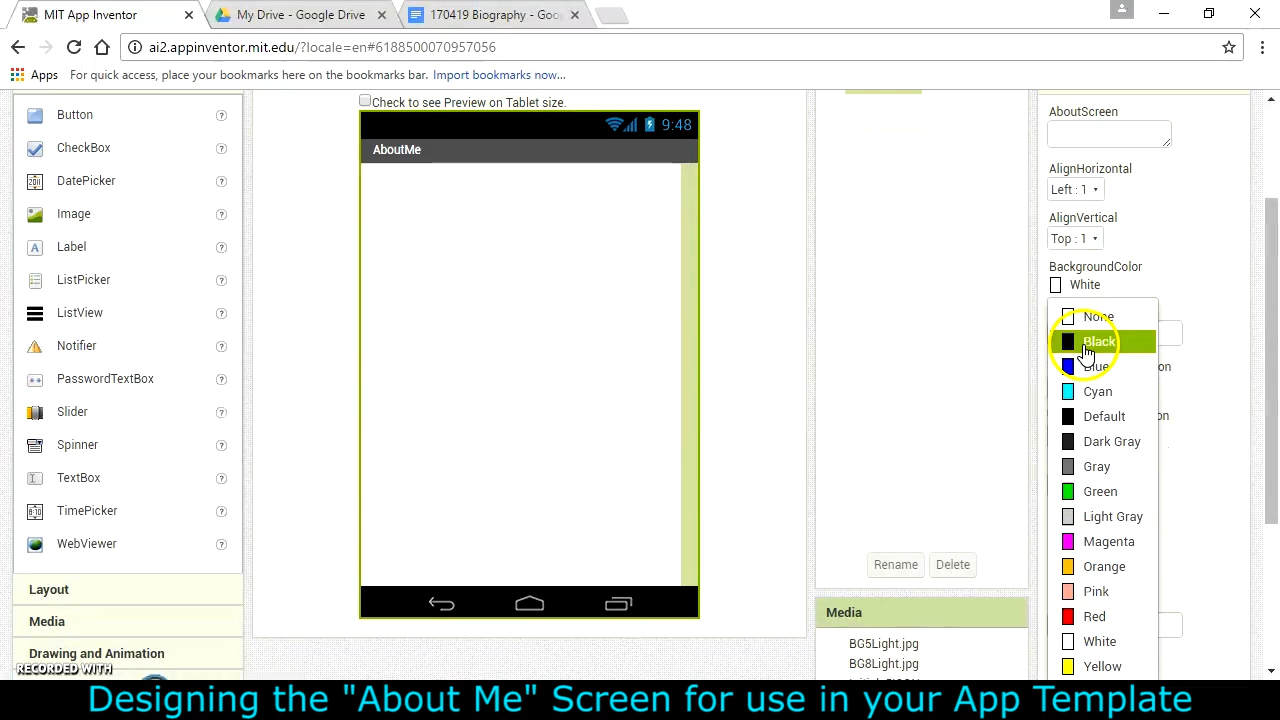 MIT App Inventor
My Drive - Google Drive
170419 Biography - Goo
ai2.appinventor.mit.edu/?locale=en#6188500070957056
Apps
For quick access, place your bookmarks here on the bookmarks bar. Import bookmarks now...
Button
CheckBox
DatePicker
Image
Label
ListPicker
ListView
Notifier
PasswordTextBox
Slider
Spinner
TextBox
TimePicker
WebViewer
Layout
Media
Drawing and Animation
RECORDED WITH
Check to see Preview on Tablet size.
9:48
AboutMe
Rename
Delete
Media
BG5Light.jpg
BG8Light.jpg
AboutScreen
AlignHorizontal
Left : 1
AlignVertical
Top : 1
BackgroundColor
White
None
Black
Blue
Cyan
Default
Dark Gray
Gray
Green
Light Gray
Magenta
Orange
Pink
Red
White
Yellow
on
on
Designing the "About Me" Screen for use in your App Template